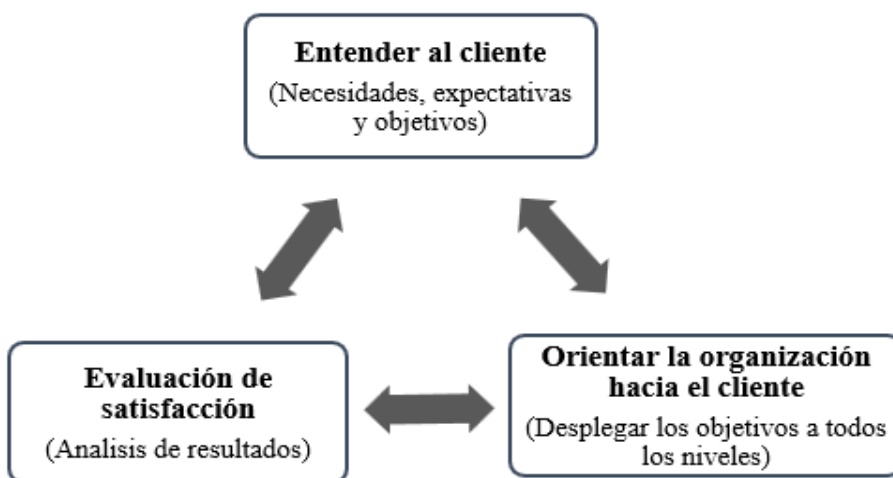 Entender al cliente
(Necesidades, expectativas
y objetivos)
Evaluación de
satisfacción
(Analisis de resultados)
Orientar la organización
hacia el cliente
(Desplegar los objetivos a todos
los niveles)